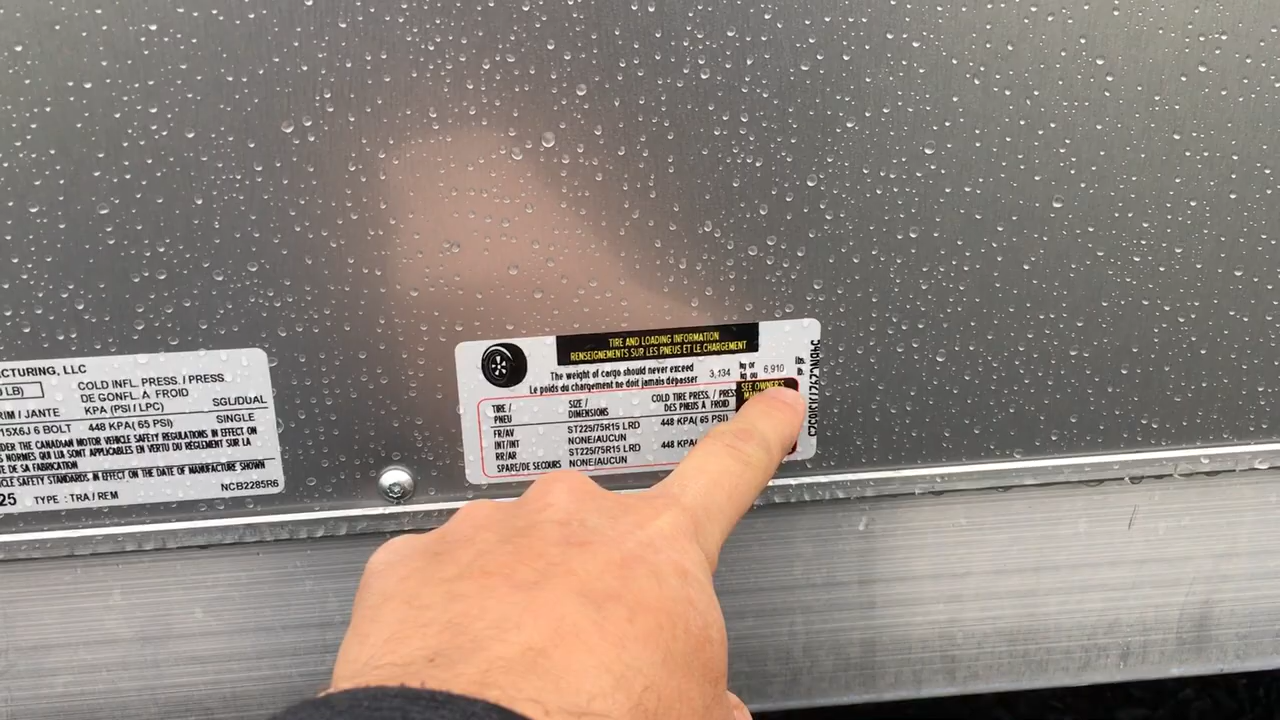 CTURING, LLC
LB)
COLD INFL. PRESS. / PRESS.
DE GONFL. A FROID
RIM / JANTE KPA (PSI / LPC) SGL/DUAL
15X6J 6 BOLT 448 KPA( 65 PSI) SINGLE
DER THE CANADIAN MOTOR VEHICLE SAFETY REGULATIONS IN EFFECT ON
S NORMES QUI LUI SONT APPLICABLES EN VERTU DU RÈGLEMENT SUR LA
TE DE SA FABRICATION
CLE SAFETY STANDARDS IN EFFECT ON THE DATE OF MANUFACTURE SHOWN
25 TYPE : TRA / REM NCB2285R6
TIRE AND LOADING INFORMATION
RENSEIGNEMENTS SUR LES PNEUS ET LE CHARGEMENT
The weight of cargo should never exceed
Le poids du chargement ne doit jamais dépasser
3,134 kg or kg ou 6,910 lbs. lb.
TIRE / PNEU SIZE / DIMENSIONS COLD TIRE PRESS. / PRESS DES PNEUS A FROID
SEE OWNER'S
FR/AV ST225/75R15 LRD 448 KPA( 65 PSI)
INT/INT NONE/AUCUN
RR/AR ST225/75R15 LRD 448 KPA(
SPARE/DE SECOURS NONE/AUCUN